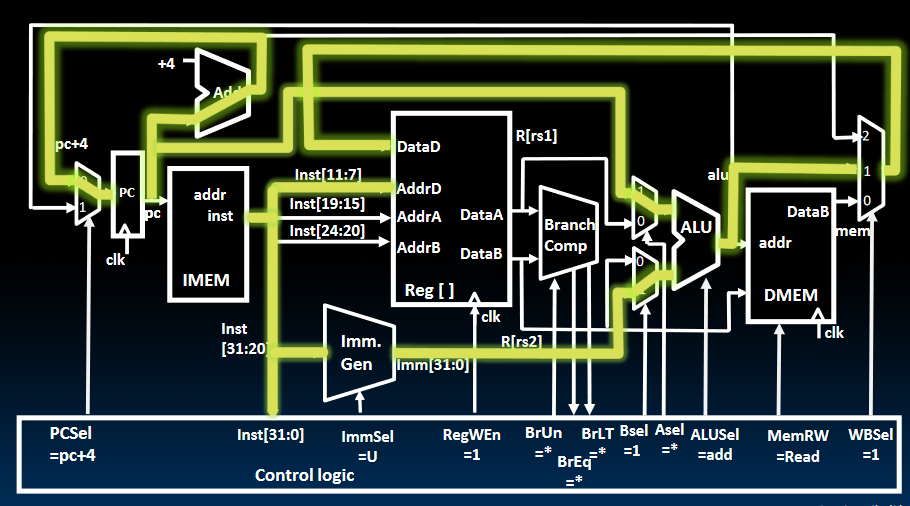 +4
Add
pc+4
0
1
PC
pc
clk
addr
inst
IMEM
Inst[11:7]
Inst[19:15]
Inst[24:20]
DataD
AddrD
AddrA
AddrB
DataA
DataB
Reg [ ]
clk
R[rs1]
R[rs2]
Branch
Comp
1
0
0
1
ALU
alu
addr
DataB
DMEM
clk
mem
2
1
0
Inst
[31:20]
Imm.
Gen
Imm[31:0]
PCSel
=pc+4
Inst[31:0]
ImmSel
=U
RegWEn
=1
BrUn
=*
BrEq
=*
BrLT
=*
Bsel
=1
Asel
=*
ALUSel
=add
MemRW
=Read
WBSel
=1
Control logic